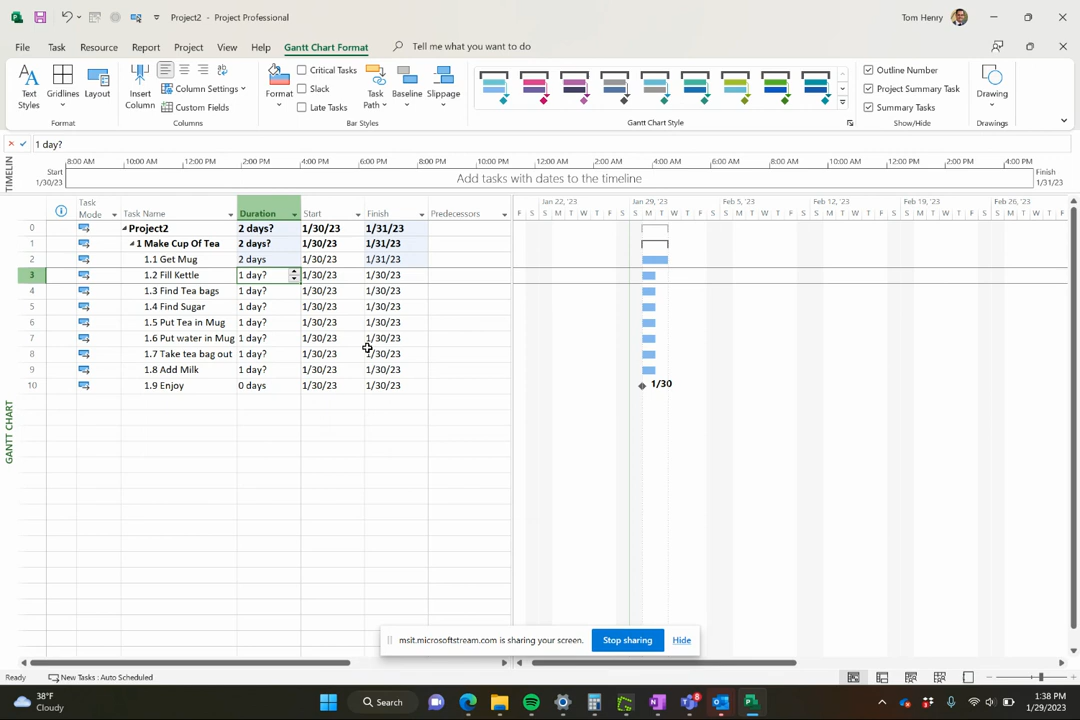 Project2 - Project Professional
Tom Henry
File Task Resource Report Project View Help Gantt Chart Format Tell me what you want to do
Text Styles
Gridlines
Layout
Format
Insert Column
Column Settings
Custom Fields
Columns
Format
Critical Tasks
Slack
Late Tasks
Task Path
Baseline
Slippage
Bar Styles
Gantt Chart Style
Outline Number
Project Summary Task
Summary Tasks
Show/Hide
Drawing
Drawings
1 day?
TIMELIN
Start
1/30/23
8:00 AM 10:00 AM 12:00 PM 2:00 PM 4:00 PM 6:00 PM 8:00 PM 10:00 PM 12:00 AM 2:00 AM 4:00 AM 6:00 AM 8:00 AM 10:00 AM 12:00 PM 2:00 PM 4:00 PM
Add tasks with dates to the timeline
Finish
1/31/23
GANTT CHART
Task Mode Task Name Duration Start Finish Predecessors
Jan 22, '23 Jan 29, '23 Feb 5, '23 Feb 12, '23 Feb 19, '23 Feb 26, '23
F S S M T W T F S S M T W T F S S M T W T F S S M T W T F S S M T W T F S S M T W T F
0 Project2 2 days? 1/30/23 1/31/23
1 1 Make Cup Of Tea 2 days? 1/30/23 1/31/23
2 1.1 Get Mug 2 days 1/30/23 1/31/23
3 1.2 Fill Kettle 1 day? 1/30/23 1/30/23
4 1.3 Find Tea bags 1 day? 1/30/23 1/30/23
5 1.4 Find Sugar 1 day? 1/30/23 1/30/23
6 1.5 Put Tea in Mug 1 day? 1/30/23 1/30/23
7 1.6 Put water in Mug 1 day? 1/30/23 1/30/23
8 1.7 Take tea bag out 1 day? 1/30/23 1/30/23
9 1.8 Add Milk 1 day? 1/30/23 1/30/23
10 1.9 Enjoy 0 days 1/30/23 1/30/23 1/30
msit.microsoftstream.com is sharing your screen. Stop sharing Hide
Ready New Tasks : Auto Scheduled
38°F
Cloudy
Search
8
1:38 PM
1/29/2023